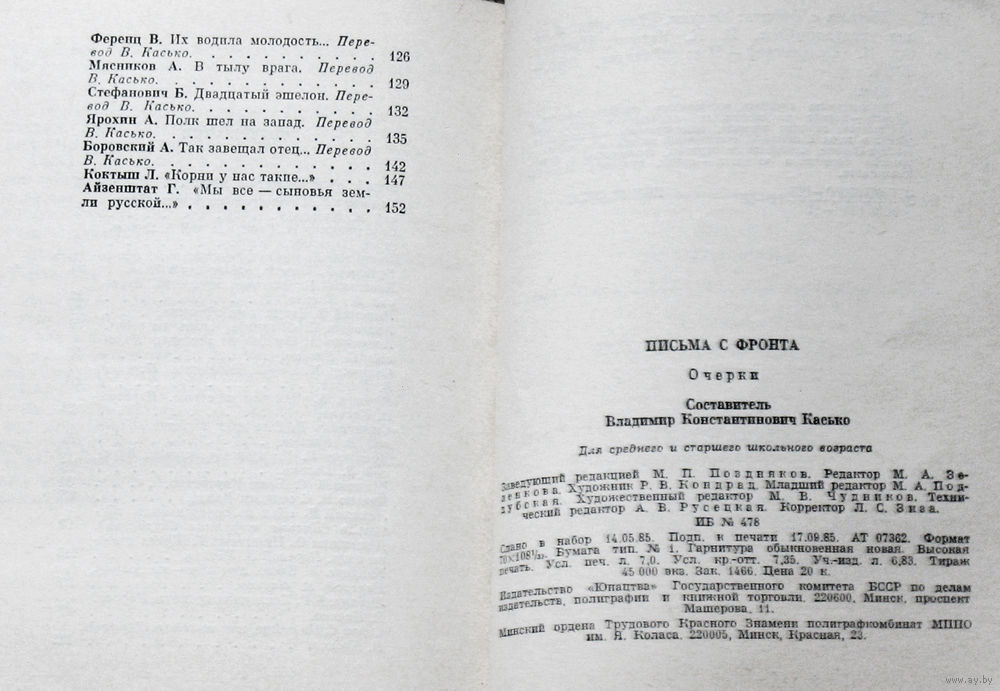 Ференц В. Их водила молодость... Пере-
вод В. Касько. . . . . . . . . . . 126
Мясников А. В тылу врага. Перевод
В. Касько. . . . . . . . . . . . . 129
Стефанович Б. Двадцатый эшелон. Пере-
вод В. Касько. . . . . . . . . . . 132
Ярохин А. Полк шел на запад. Перевод
В. Касько. . . . . . . . . . . . . 135
Боровский А. Так завещал отец... Перевод
В. Касько. . . . . . . . . . . . . 142
Коктыш Л. «Корни у нас такие...» . . . 147
Айзенштат Г. «Мы все — сыновья зем-
ли русской...» . . . . . . . . . . . 152
ПИСЬМА С ФРОНТА
Очерки
Составитель
Владимир Константинович Касько
Для среднего и старшего школьного возраста
Заведующий редакцией М. П. Поздняков. Редактор М. А. Зе-
ленкова. Художник Р. В. Кондрад. Младший редактор М. А. Под-
лубская. Художественный редактор М. В. Чудников. Техни-
ческий редактор А. В. Русецкая. Корректор Л. С. Зиза.
ИБ № 478
Сдано в набор 14.05.85. Подп. к печати 17.09.85. АТ 07362. Формат
70×108¹/₃₂. Бумага тип. № 1. Гарнитура обыкновенная новая. Высокая
печать. Усл. печ. л. 7,0. Усл. кр.-отт. 7,35. Уч.-изд. л. 6,83. Тираж
45 000 экз. Зак. 1466. Цена 20 к.
Издательство «Юнацтва» Государственного комитета БССР по делам
издательств, полиграфии и книжной торговли. 220600, Минск, проспект
Машерова, 11.
Минский ордена Трудового Красного Знамени полиграфкомбинат МППО
им. Я. Коласа. 220005, Минск, Красная, 23.
www.ay.by